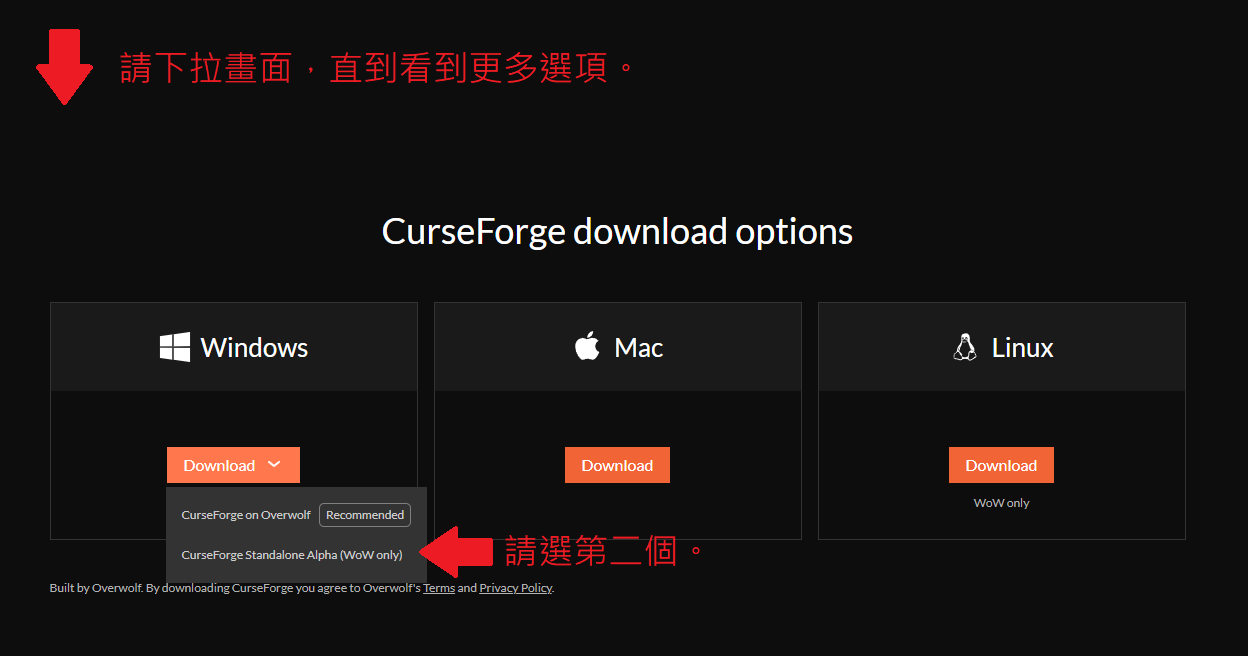 請下拉畫面，直到看到更多選項。
CurseForge download options
Windows
Mac
Linux
Download
Download
Download
WoW only
CurseForge on Overwolf Recommended
CurseForge Standalone Alpha (WoW only)
請選第二個。
Built by Overwolf. By downloading CurseForge you agree to Overwolf's Terms and Privacy Policy.